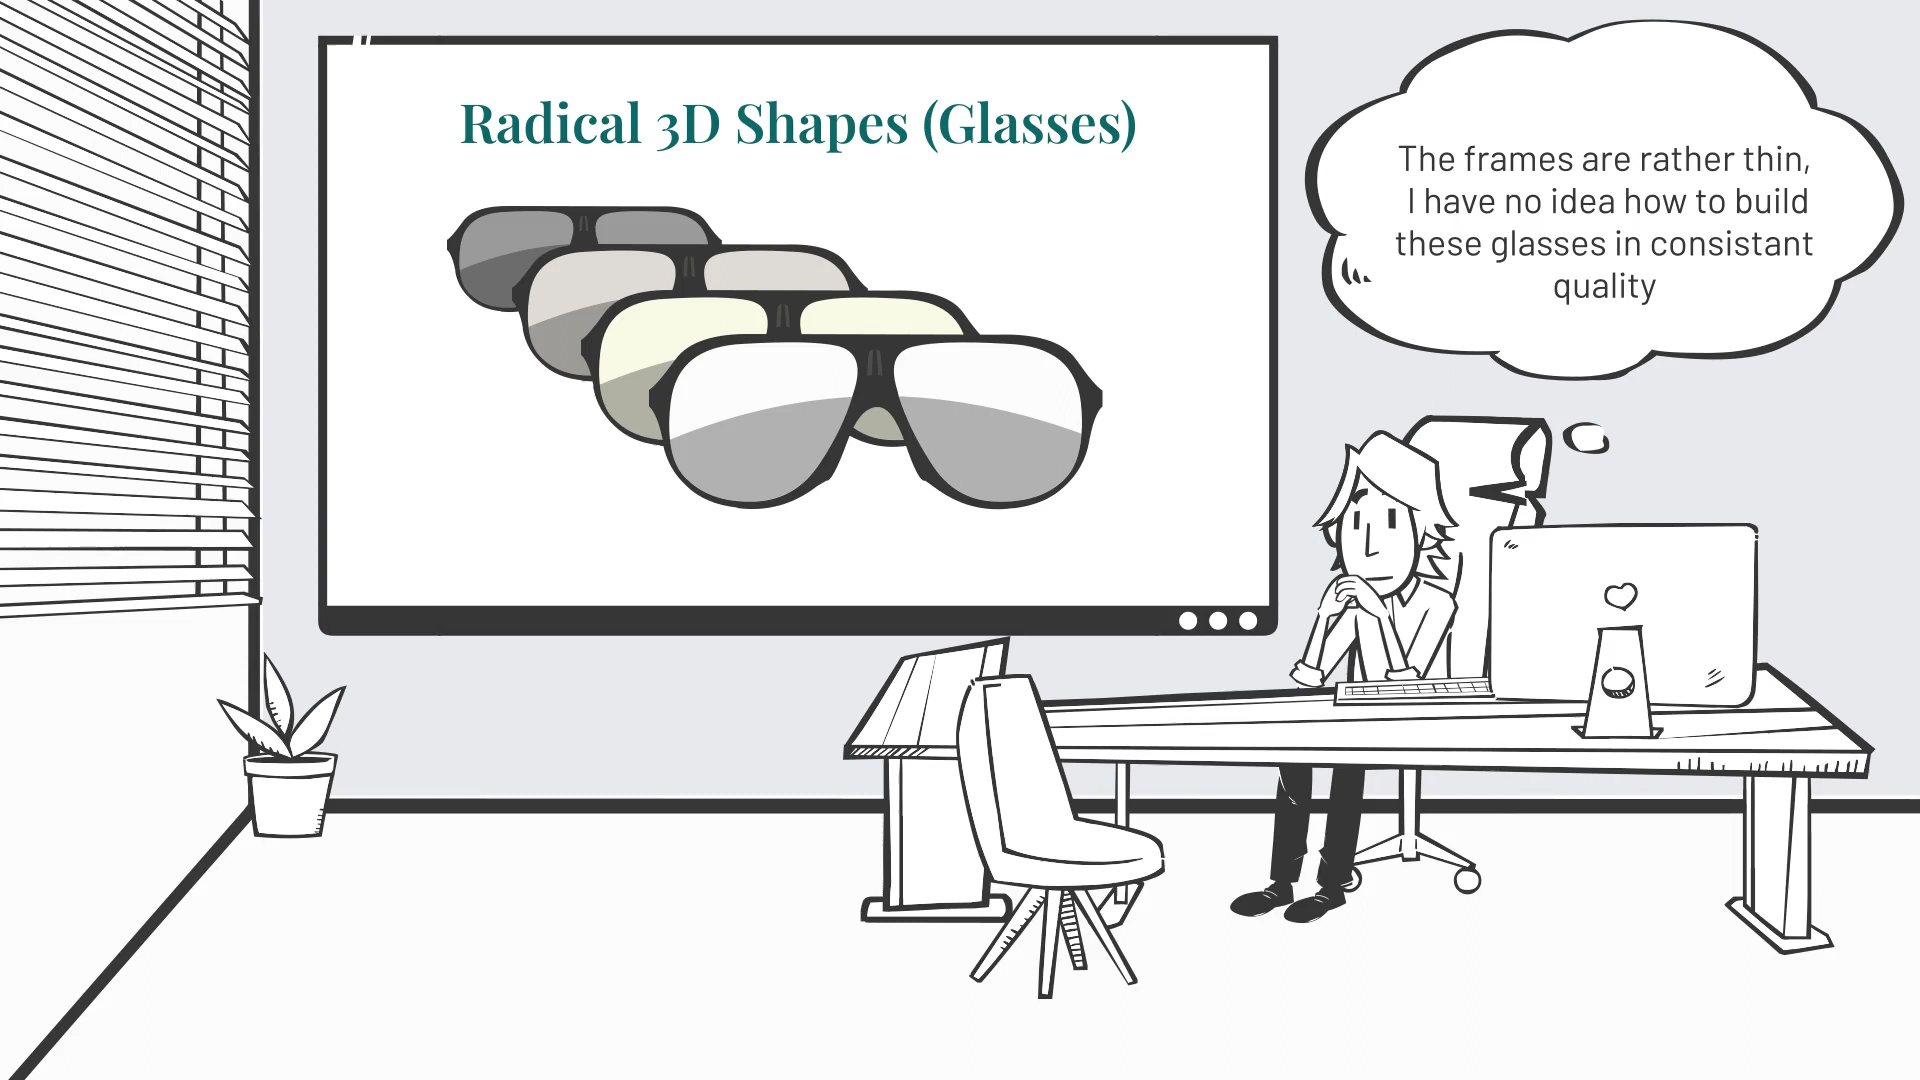 Radical 3D Shapes (Glasses)
The frames are rather thin,
I have no idea how to build
these glasses in consistant
quality